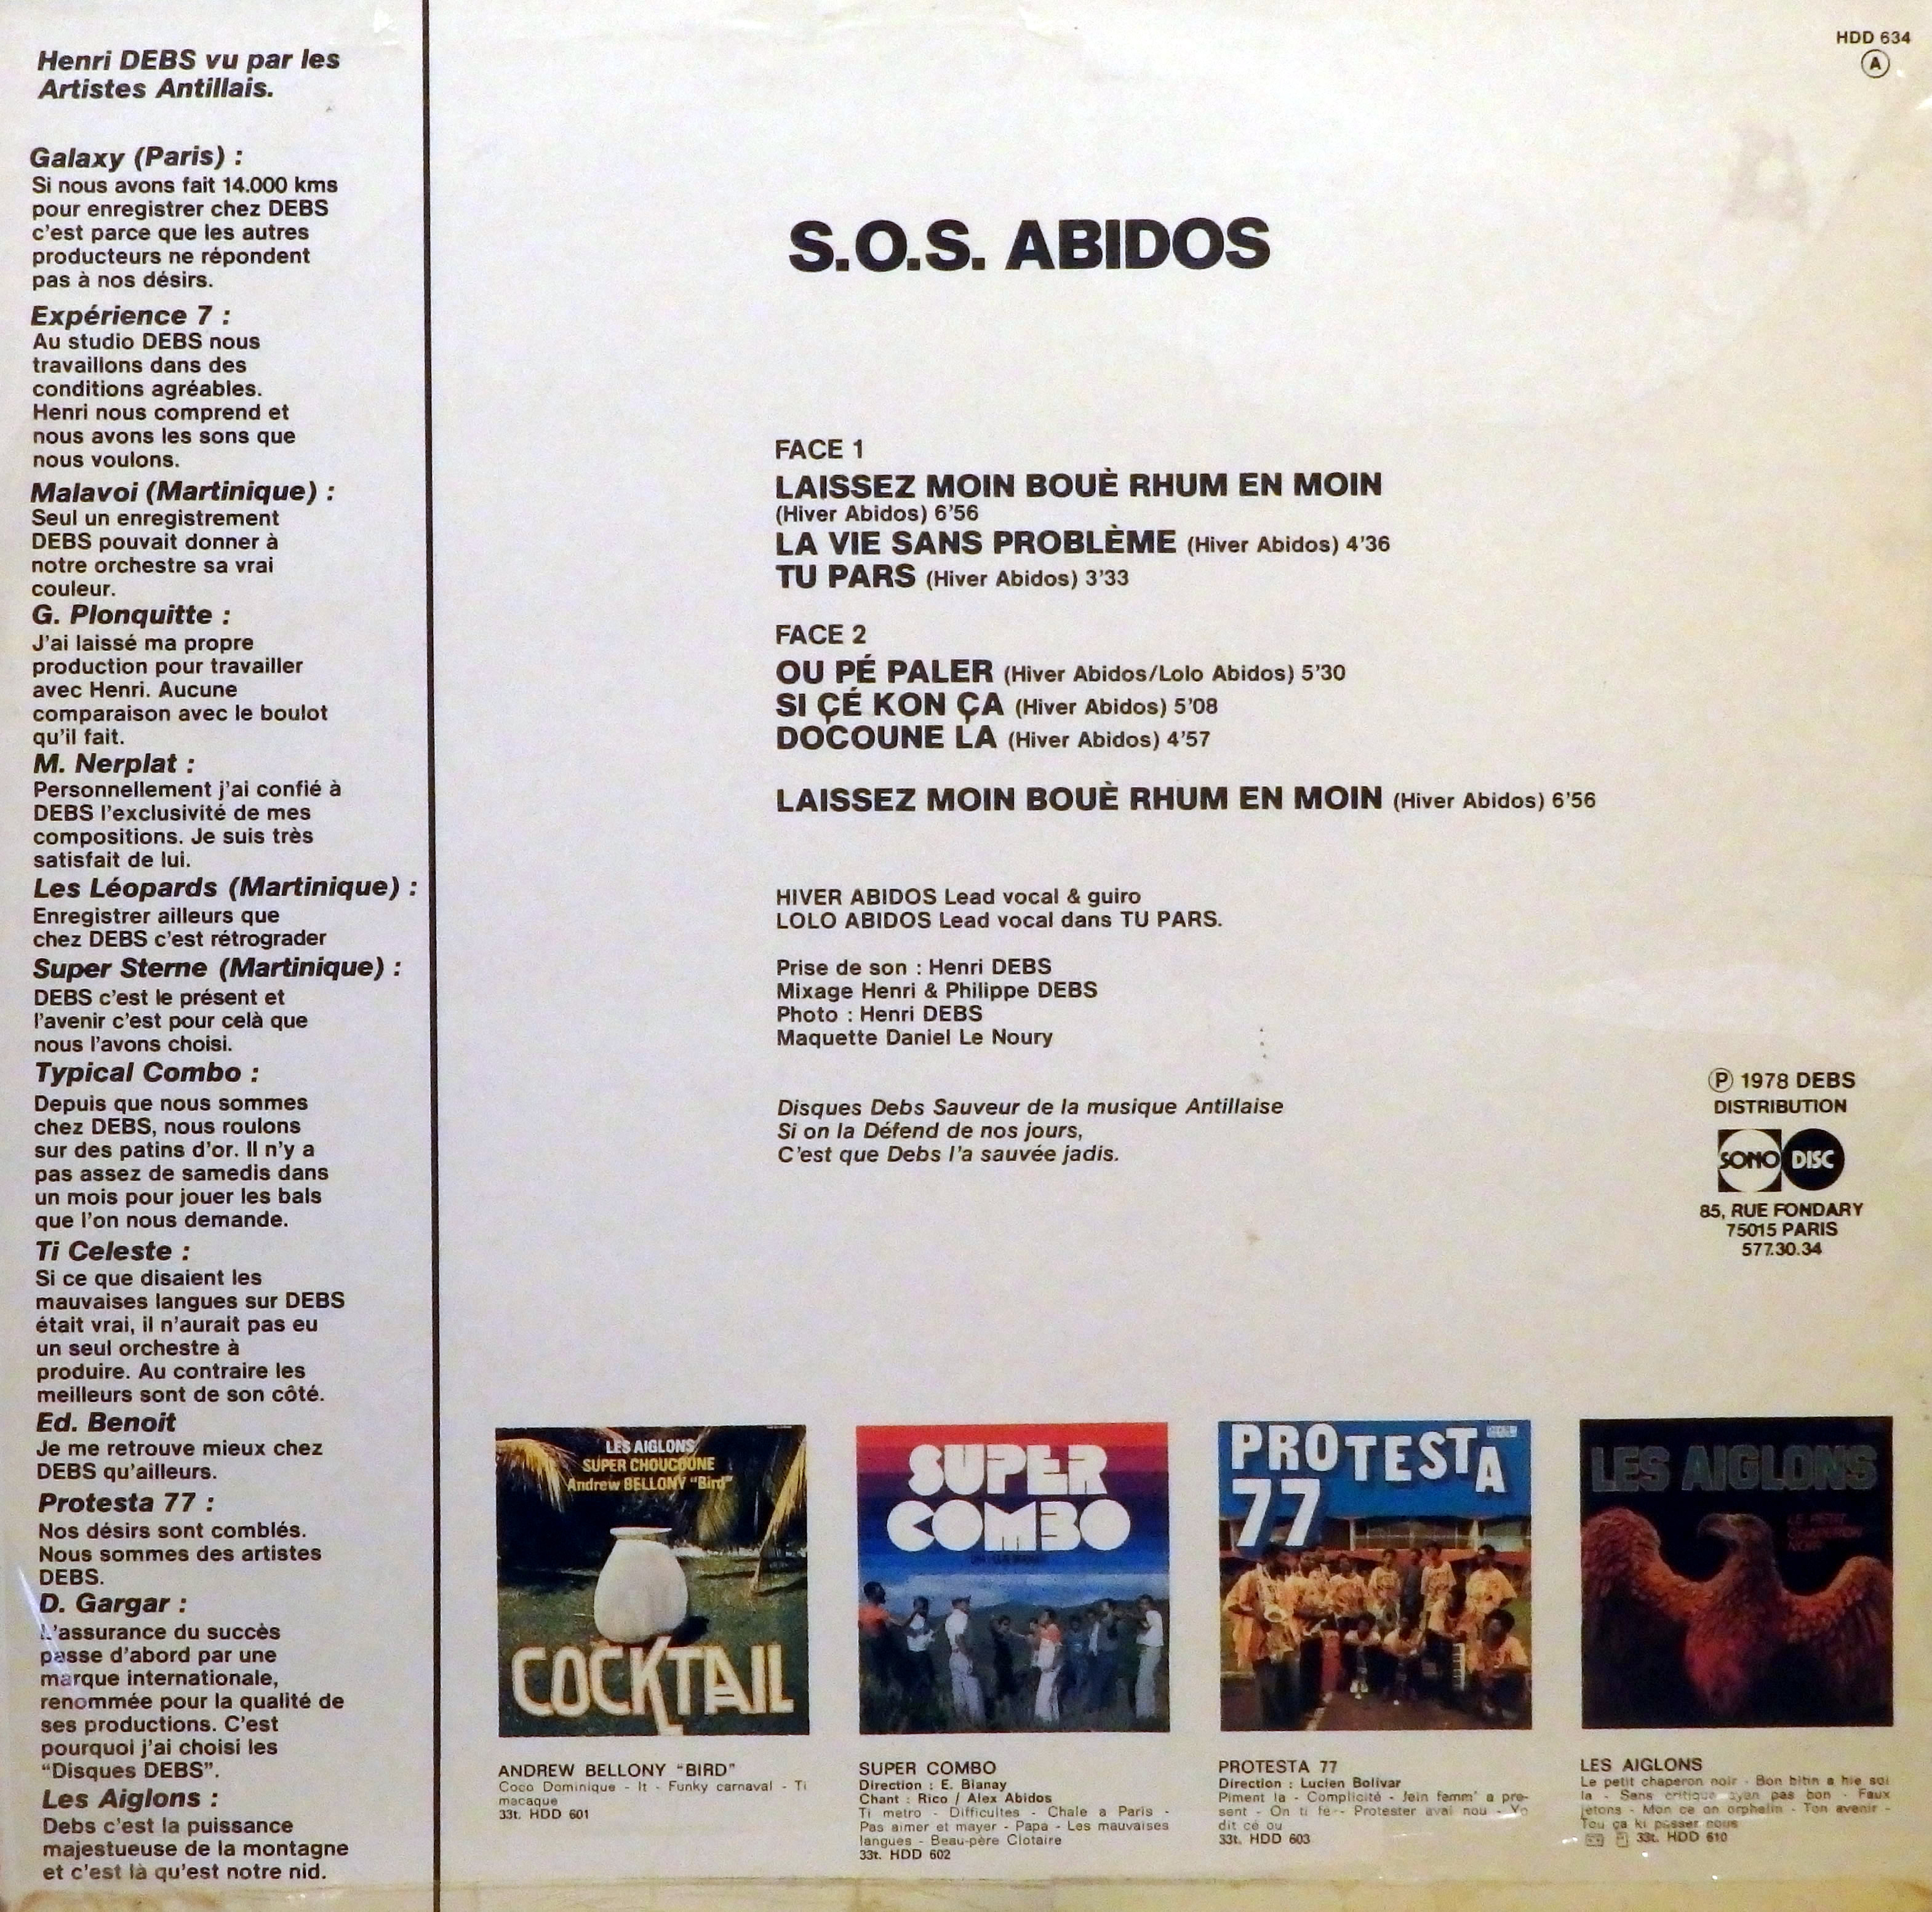 Henri DEBS vu par les
Artistes Antillais.
Galaxy (Paris) :
Si nous avons fait 14.000 kms
pour enregistrer chez DEBS
c'est parce que les autres
producteurs ne répondent
pas à nos désirs.
Expérience 7 :
Au studio DEBS nous
travaillons dans des
conditions agréables.
Henri nous comprend et
nous avons les sons que
nous voulons.
Malavoi (Martinique) :
Seul un enregistrement
DEBS pouvait donner à
notre orchestre sa vrai
couleur.
G. Plonquitte :
J'ai laissé ma propre
production pour travailler
avec Henri. Aucune
comparaison avec le boulot
qu'il fait.
M. Nerplat :
Personnellement j'ai confié à
DEBS l'exclusivité de mes
compositions. Je suis très
satisfait de lui.
Les Léopards (Martinique) :
Enregistrer ailleurs que
chez DEBS c'est rétrograder
Super Sterne (Martinique) :
DEBS c'est le présent et
l'avenir c'est pour celà que
nous l'avons choisi.
Typical Combo :
Depuis que nous sommes
chez DEBS, nous roulons
sur des patins d'or. Il n'y a
pas assez de samedis dans
un mois pour jouer les bals
que l'on nous demande.
Ti Celeste :
Si ce que disaient les
mauvaises langues sur DEBS
était vrai, il n'aurait pas eu
un seul orchestre à
produire. Au contraire les
meilleurs sont de son côté.
Ed. Benoit
Je me retrouve mieux chez
DEBS qu'ailleurs.
Protesta 77 :
Nos désirs sont comblés.
Nous sommes des artistes
DEBS.
D. Gargar :
L'assurance du succès
passe d'abord par une
marque internationale,
renommée pour la qualité de
ses productions. C'est
pourquoi j'ai choisi les
"Disques DEBS".
Les Aiglons :
Debs c'est la puissance
majestueuse de la montagne
et c'est là qu'est notre nid.
HDD 634
A
S.O.S. ABIDOS
FACE 1
LAISSEZ MOIN BOUÈ RHUM EN MOIN
(Hiver Abidos) 6'56
LA VIE SANS PROBLÈME (Hiver Abidos) 4'36
TU PARS (Hiver Abidos) 3'33
FACE 2
OU PÉ PALER (Hiver Abidos/Lolo Abidos) 5'30
SI ÇÉ KON ÇA (Hiver Abidos) 5'08
DOCOUNE LA (Hiver Abidos) 4'57
LAISSEZ MOIN BOUÈ RHUM EN MOIN (Hiver Abidos) 6'56
HIVER ABIDOS Lead vocal & guiro
LOLO ABIDOS Lead vocal dans TU PARS.
Prise de son : Henri DEBS
Mixage Henri & Philippe DEBS
Photo : Henri DEBS
Maquette Daniel Le Noury
Disques Debs Sauveur de la musique Antillaise
Si on la Défend de nos jours,
C'est que Debs l'a sauvée jadis.
Ⓟ 1978 DEBS
DISTRIBUTION
SONO DISC
85, RUE FONDARY
75015 PARIS
577.30.34
LES AIGLONS
SUPER CHOUCOUNE
Andrew BELLONY "Bird"
COCKTAIL
ANDREW BELLONY "BIRD"
Coco Dominique - It - Funky carnaval - Ti
macaque
33t. HDD 601
SUPER
COMBO
SUPER COMBO
Direction : E. Blanay
Chant : Rico / Alex Abidos
Ti metro - Difficultes - Chale a Paris -
Pas aimer et mayer - Papa - Les mauvaises
langues - Beau-père Clotaire
33t. HDD 602
PROTESTA
77
PROTESTA 77
Direction : Lucien Bolivar
Piment la - Complicité - Jein femm' a pre-
sent - On ti - Protester aval nou - Yo
dit cé ou
33t. HDD 603
LES AIGLONS
LE PETIT
CHAPERON
NOIR
LES AIGLONS
Le petit chaperon noir - Bon bitin a hie soi
la - Sans critique ayan pas bon - Faux
jetons - Mon ce an orphelin - Ton avenir -
Tou ça ki passer nous
33t. HDD 610